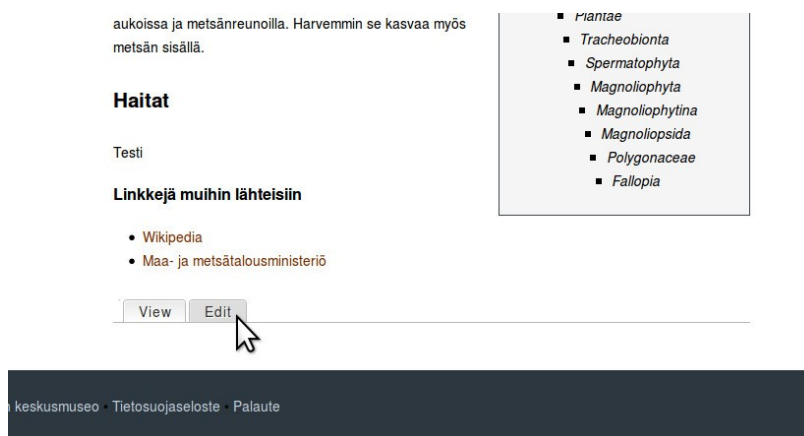 aukoissa ja metsänreunoilla. Harvemmin se kasvaa myös
metsän sisällä.
Haitat
Testi
Linkkejä muihin lähteisiin
Wikipedia
Maa- ja metsätalousministeriö
View Edit
Plantae
Tracheobionta
Spermatophyta
Magnoliophyta
Magnoliophytina
Magnoliopsida
Polygonaceae
Fallopia
keskusmuseo • Tietosuojaseloste • Palaute